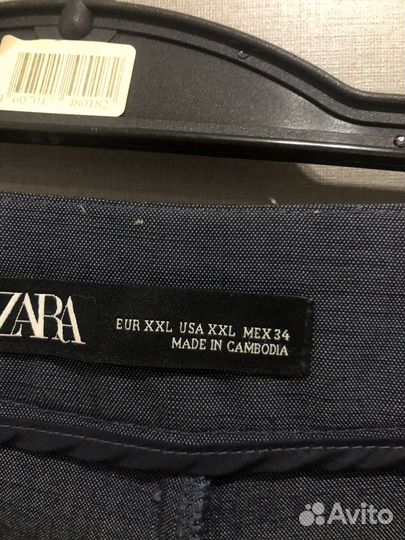 ZARA
EUR XXL USA XXL MEX 34
MADE IN CAMBODIA
Avito